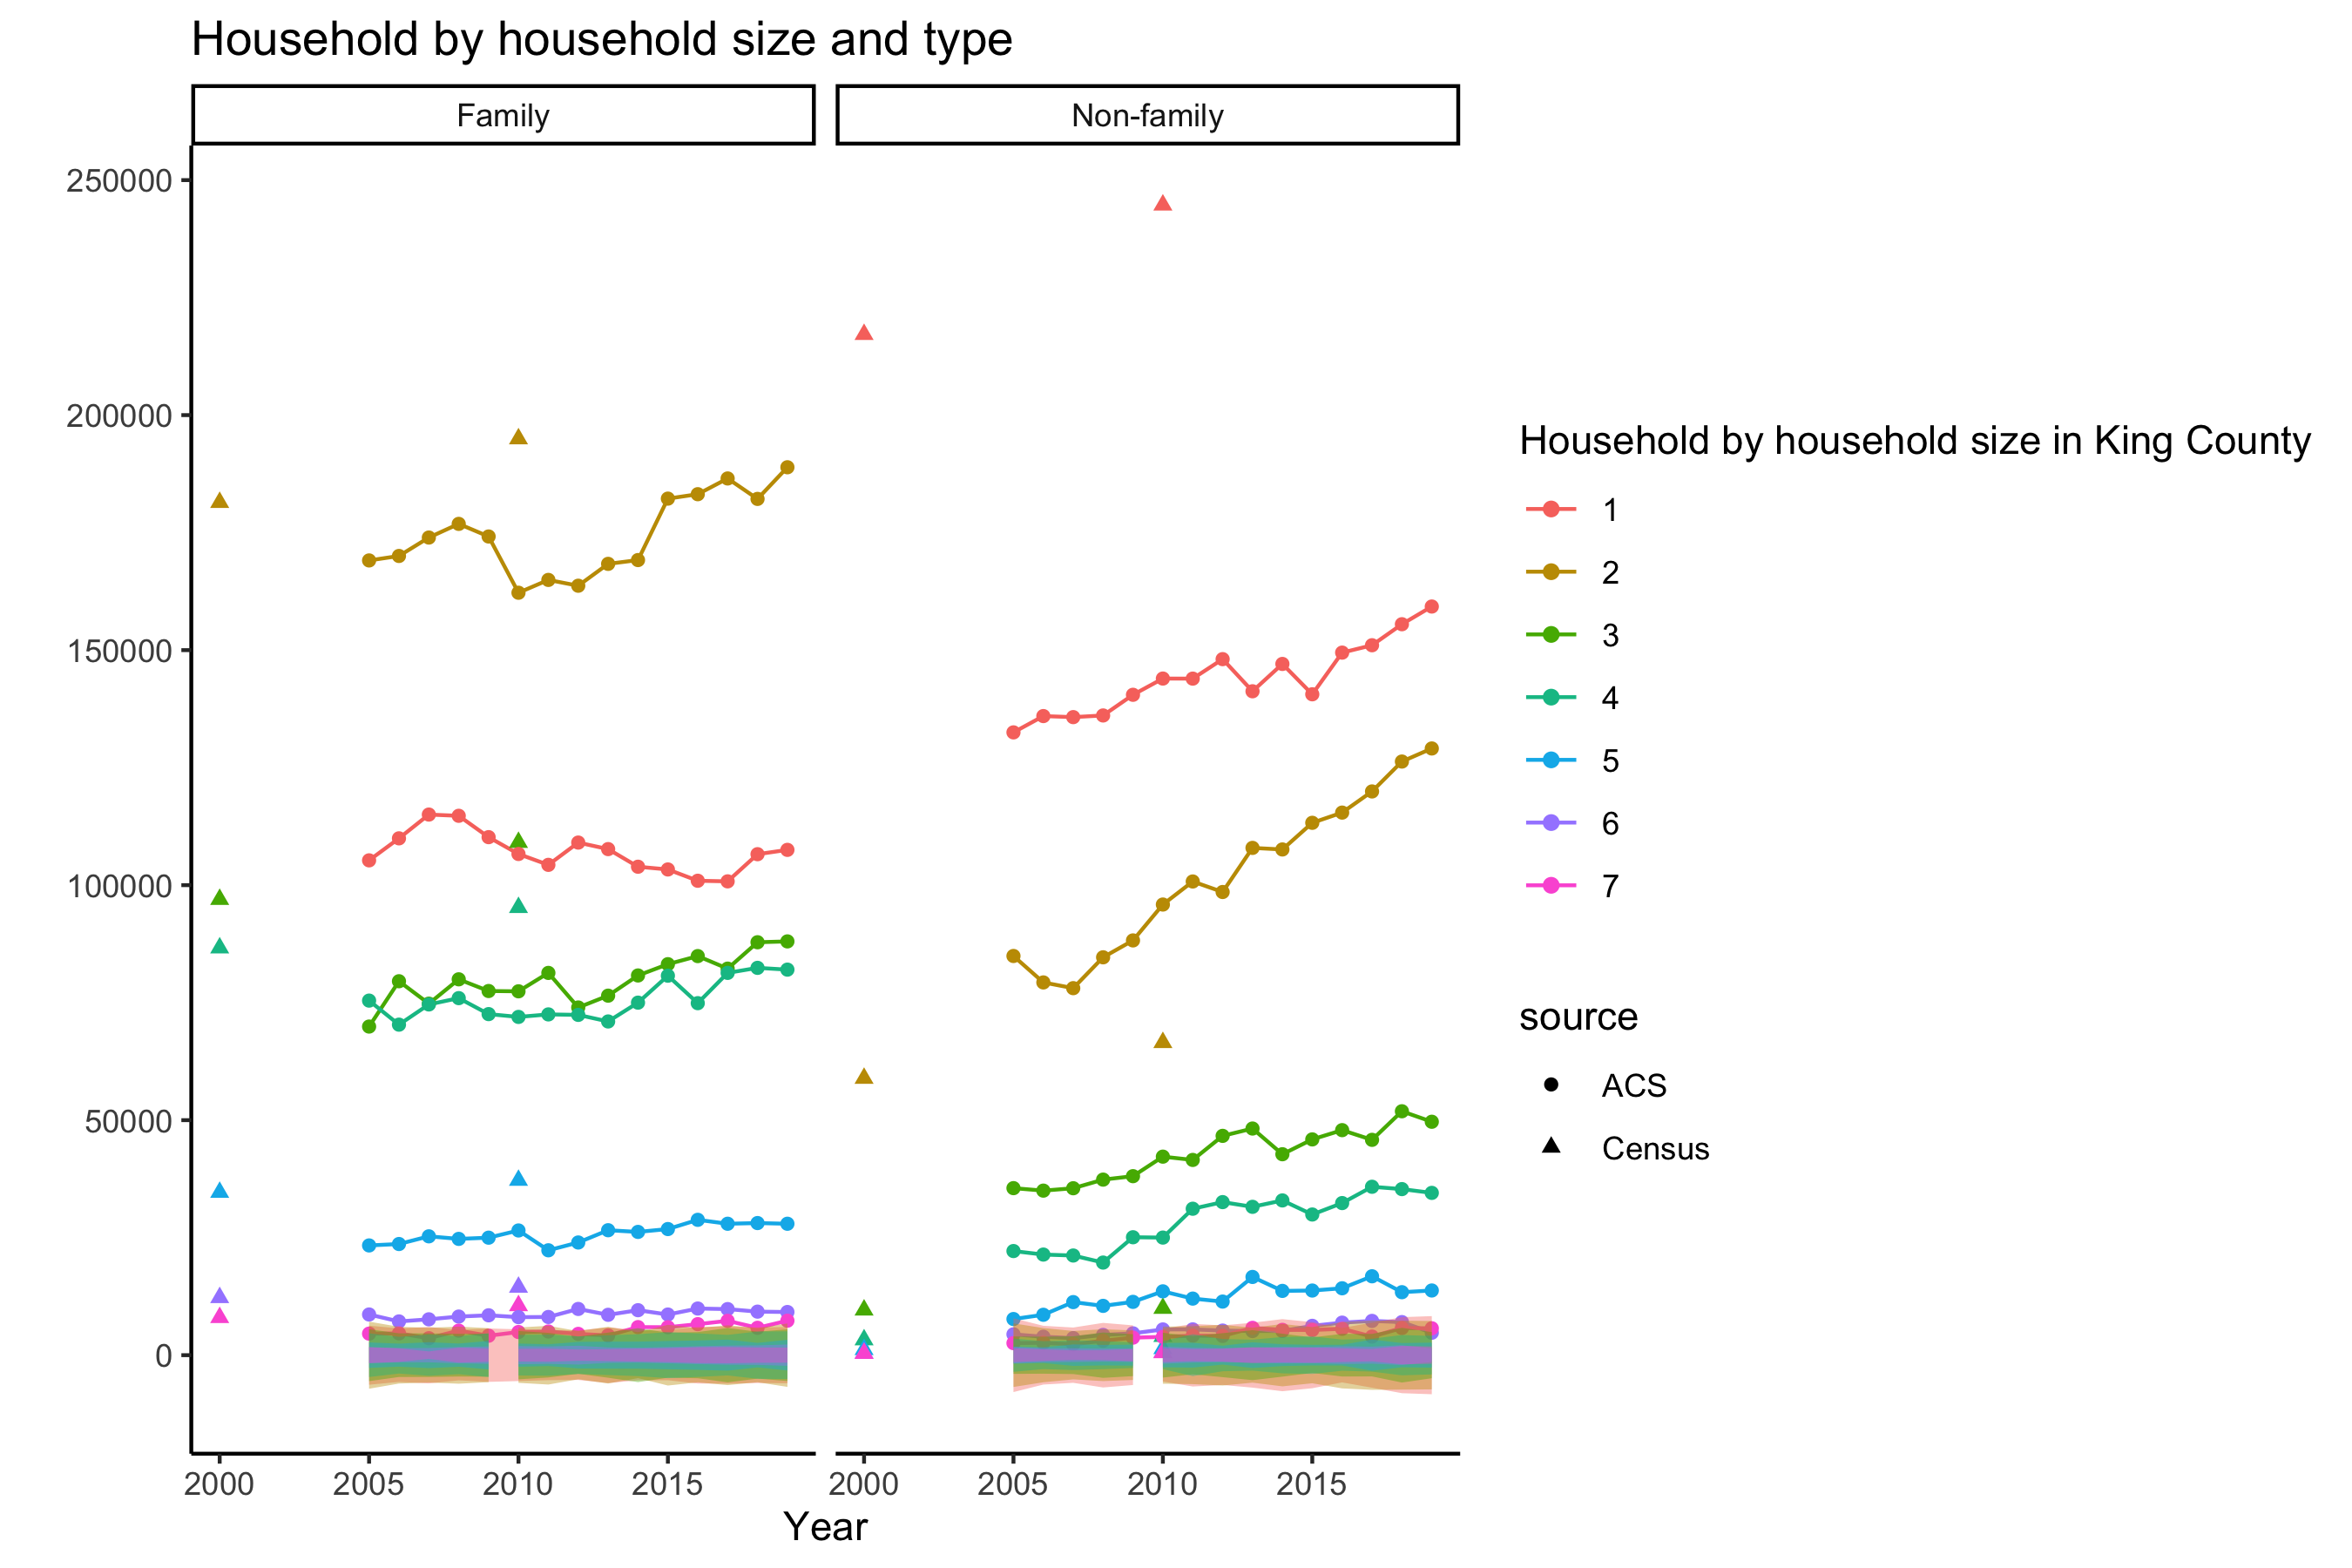 Household by household size and type
Family
Non-family
250000
200000
150000
100000
50000
0
2000
2005
2010
2015
2000
2005
2010
2015
Year
Household by household size in King County
1
2
3
4
5
6
7
source
ACS
Census